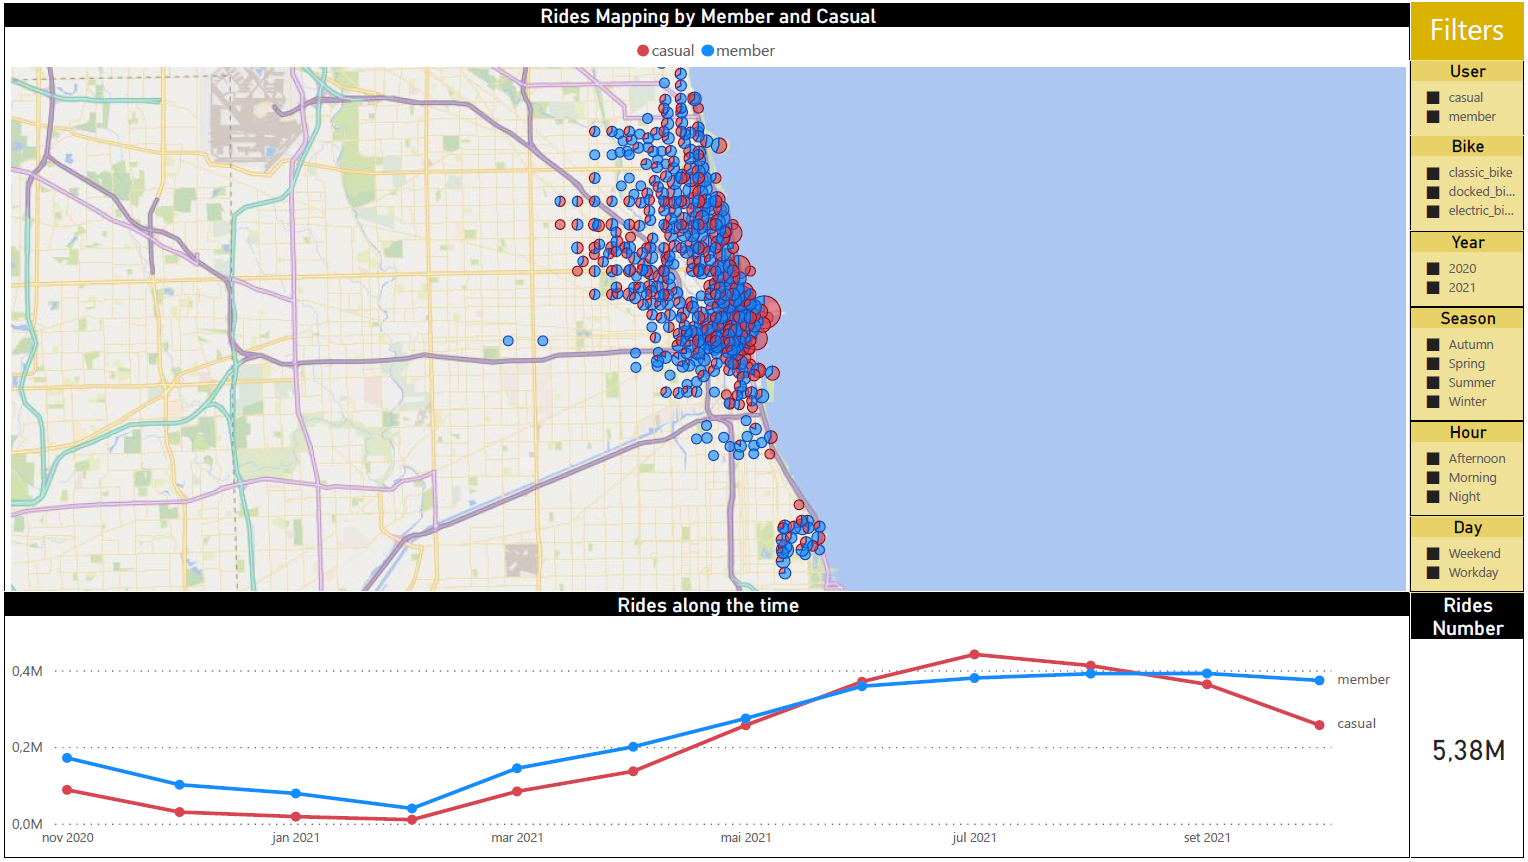 Rides Mapping by Member and Casual
casual member
Filters
User
casual
member
Bike
classic_bike
docked_bi...
electric_bi...
Year
2020
2021
Season
Autumn
Spring
Summer
Winter
Hour
Afternoon
Morning
Night
Day
Weekend
Workday
Rides along the time
0,4M
0,2M
0,0M
nov 2020 jan 2021 mar 2021 mai 2021 jul 2021 set 2021
member
casual
Rides
Number
5,38M